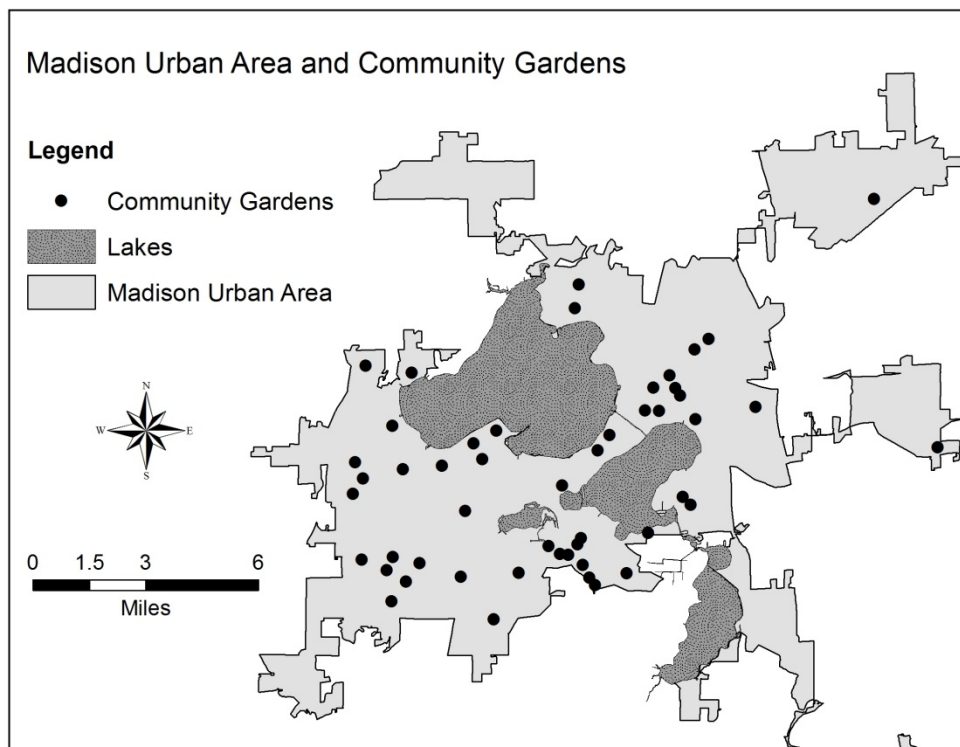 Madison Urban Area and Community Gardens
Legend
Community Gardens
Lakes
Madison Urban Area
N
W E
S
0 1.5 3 6
Miles